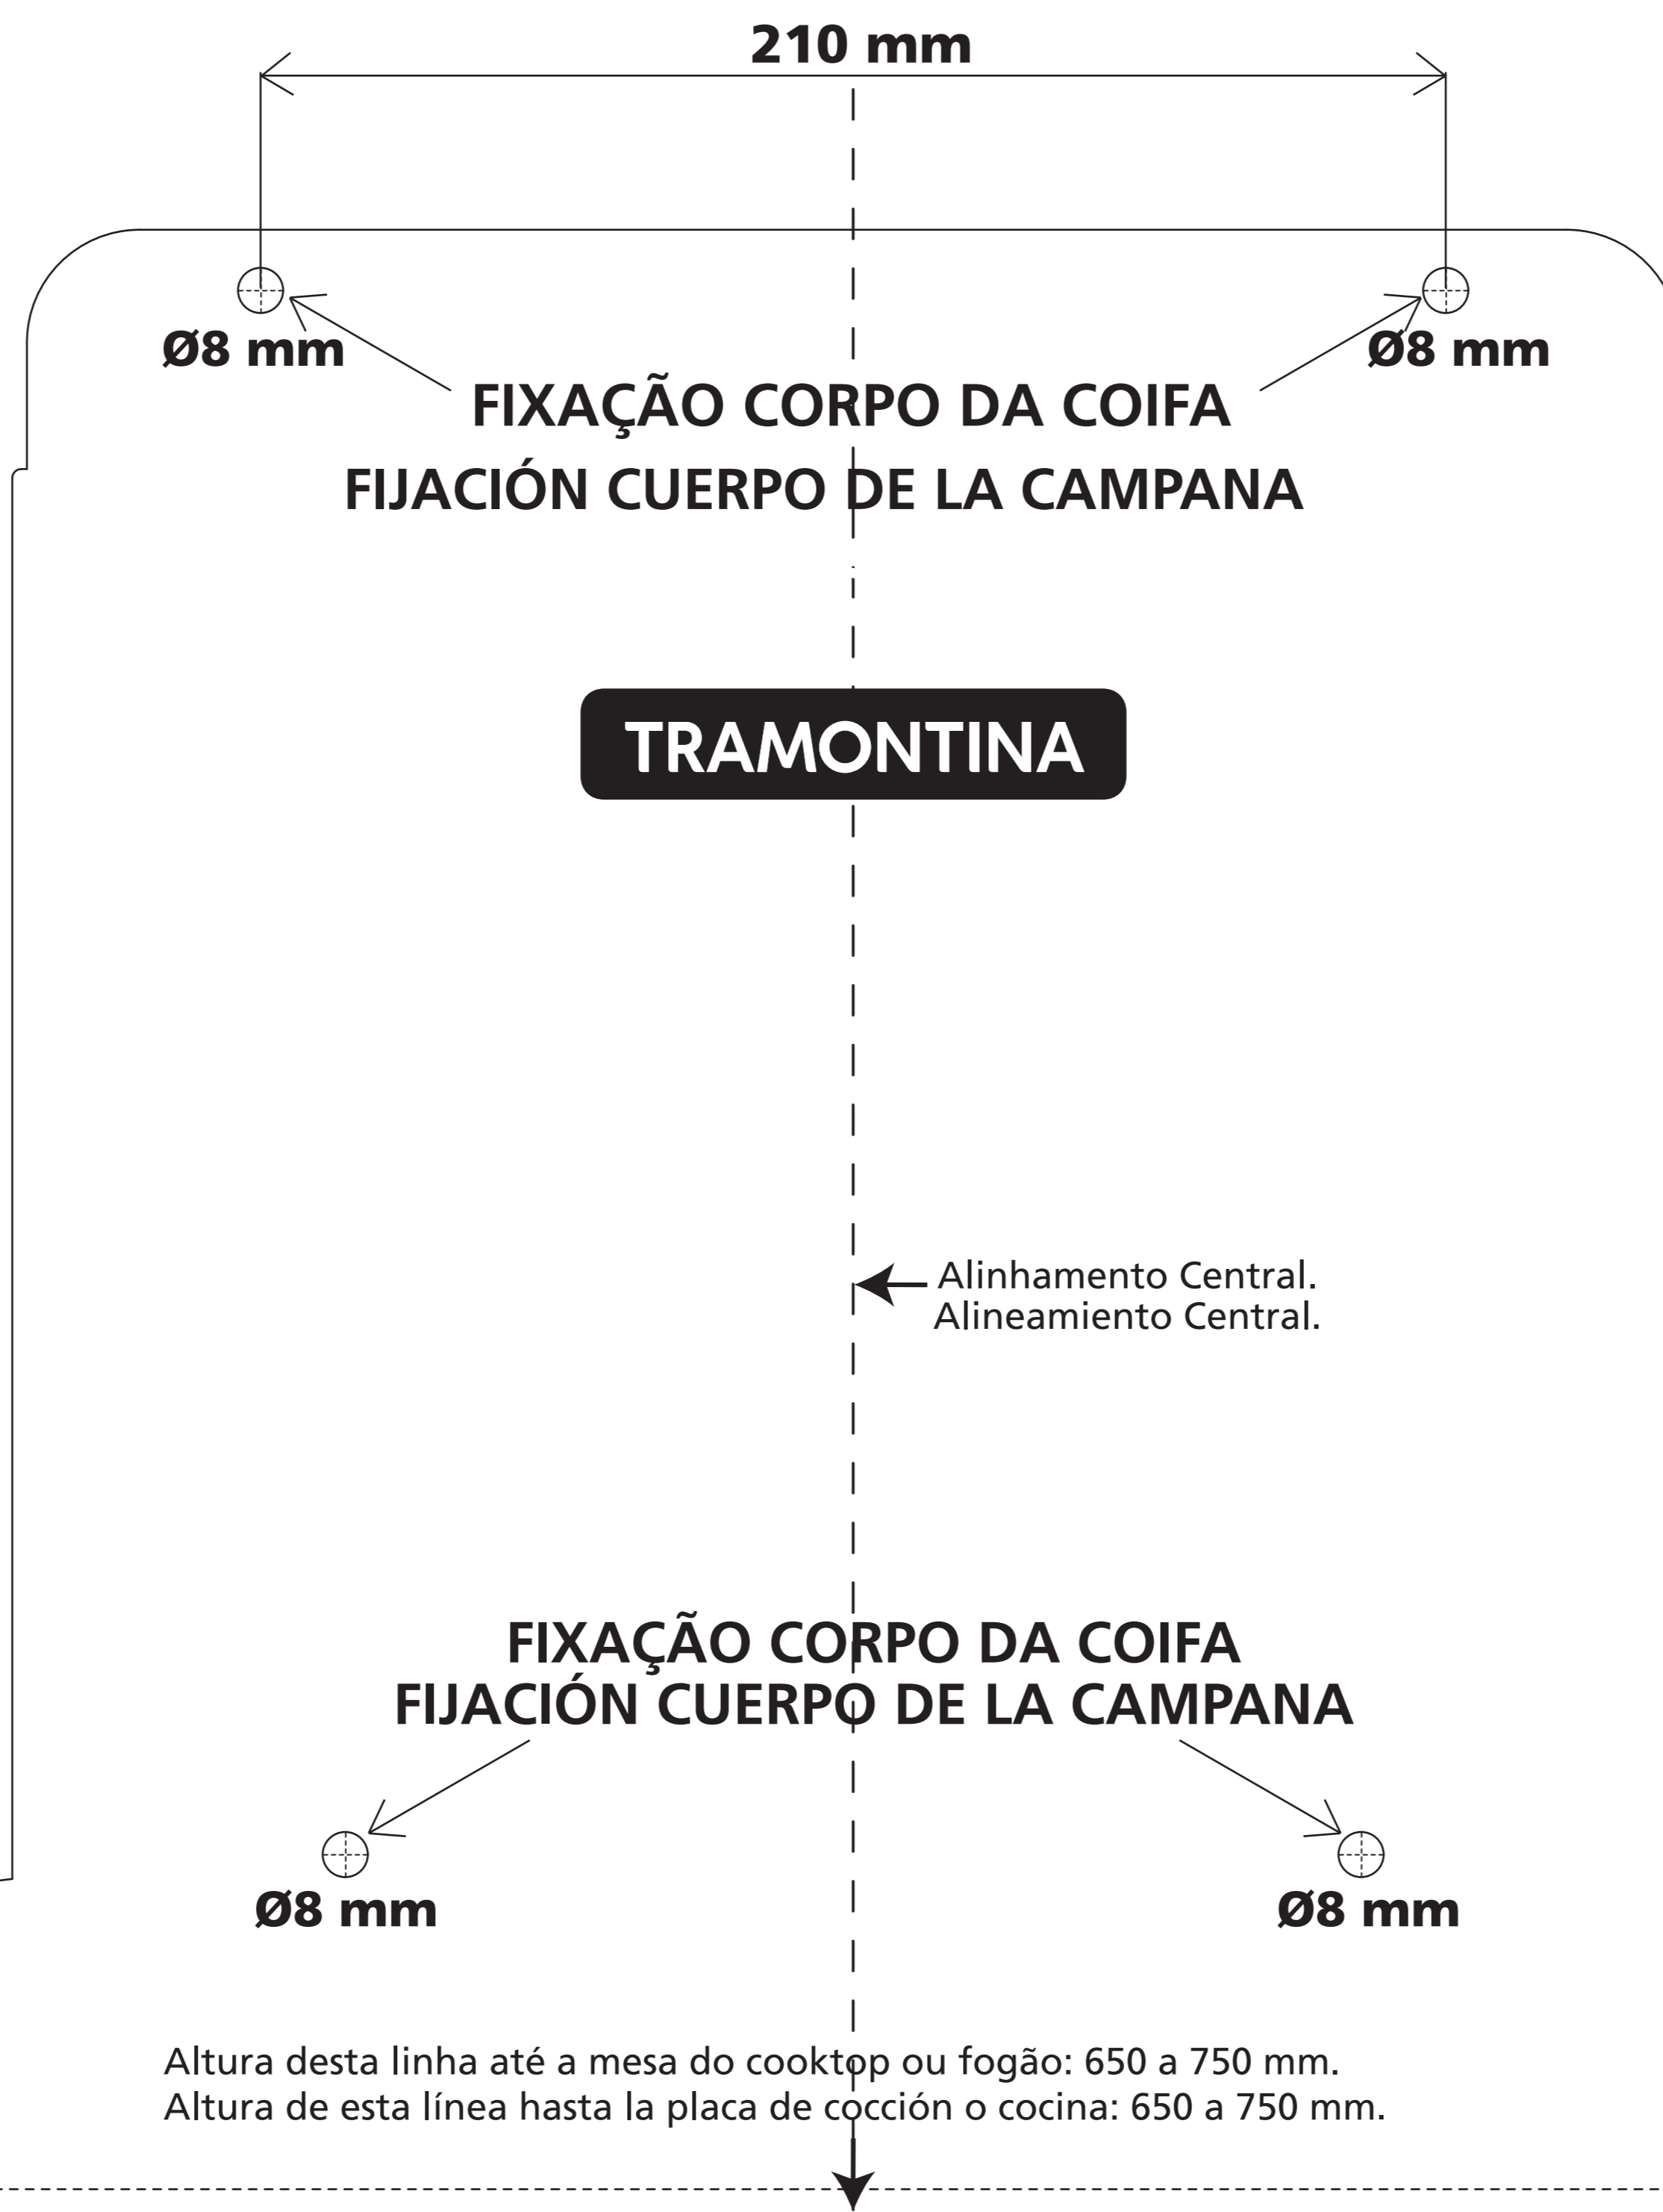 210 mm
Ø8 mm
Ø8 mm
FIXAÇÃO CORPO DA COIFA
FIJACIÓN CUERPO DE LA CAMPANA
TRAMONTINA
Alinhamento Central.
Alineamiento Central.
FIXAÇÃO CORPO DA COIFA
FIJACIÓN CUERPO DE LA CAMPANA
Ø8 mm
Ø8 mm
Altura desta linha até a mesa do cooktop ou fogão: 650 a 750 mm.
Altura de esta línea hasta la placa de cocción o cocina: 650 a 750 mm.